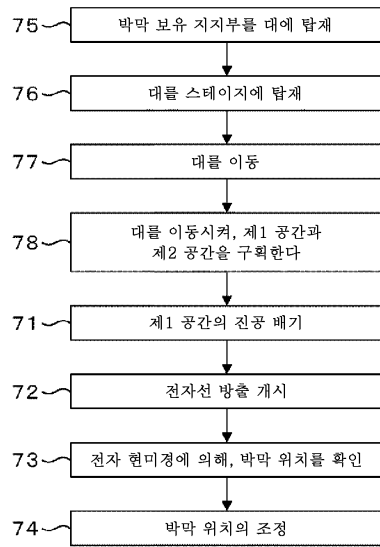 75 박막 보유 지지부를 대에 탑재
76 대를 스테이지에 탑재
77 대를 이동
78 대를 이동시켜, 제1 공간과
제2 공간을 구획한다
71 제1 공간의 진공 배기
72 전자선 방출 개시
73 전자 현미경에 의해, 박막 위치를 확인
74 박막 위치의 조정